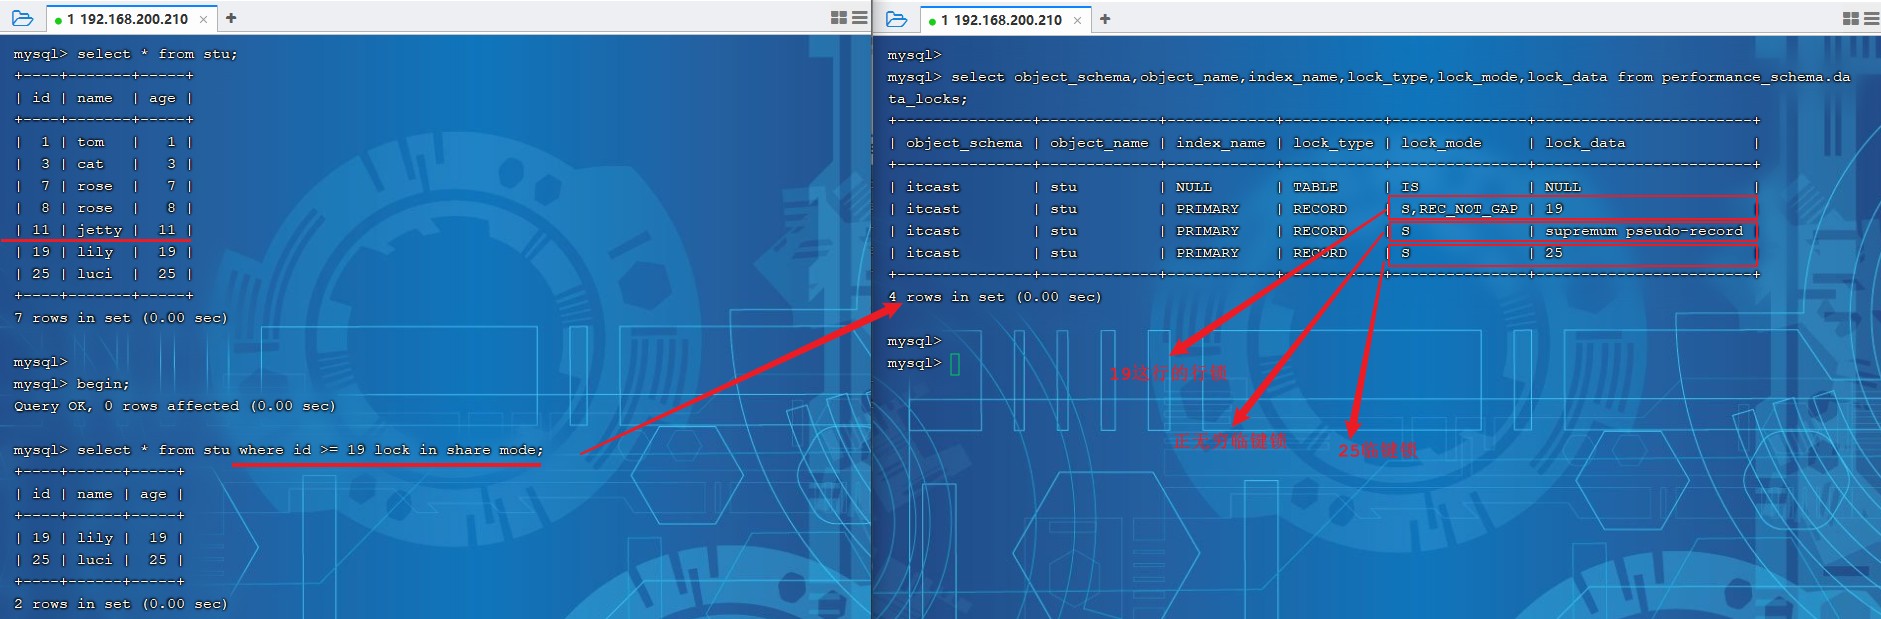 1 192.168.200.210 × +
mysql> select * from stu;
+----+-------+-----+
| id | name  | age |
+----+-------+-----+
|  1 | tom   |   1 |
|  3 | cat   |   3 |
|  7 | rose  |   7 |
|  8 | rose  |   8 |
| 11 | jetty |  11 |
| 19 | lily  |  19 |
| 25 | luci  |  25 |
+----+-------+-----+
7 rows in set (0.00 sec)
mysql>
mysql> begin;
Query OK, 0 rows affected (0.00 sec)
mysql> select * from stu where id >= 19 lock in share mode;
+----+------+-----+
| id | name | age |
+----+------+-----+
| 19 | lily |  19 |
| 25 | luci |  25 |
+----+------+-----+
2 rows in set (0.00 sec)
1 192.168.200.210 × +
mysql>
mysql> select object_schema,object_name,index_name,lock_type,lock_mode,lock_data from performance_schema.da
ta_locks;
+---------------+-------------+------------+-----------+---------------+------------------------+
| object_schema | object_name | index_name | lock_type | lock_mode     | lock_data              |
+---------------+-------------+------------+-----------+---------------+------------------------+
| itcast        | stu         | NULL       | TABLE     | IS            | NULL                   |
| itcast        | stu         | PRIMARY    | RECORD    | S,REC_NOT_GAP | 19                     |
| itcast        | stu         | PRIMARY    | RECORD    | S             | supremum pseudo-record |
| itcast        | stu         | PRIMARY    | RECORD    | S             | 25                     |
+---------------+-------------+------------+-----------+---------------+------------------------+
4 rows in set (0.00 sec)
mysql>
mysql>
19这行的行锁
正无穷临键锁
25临键锁